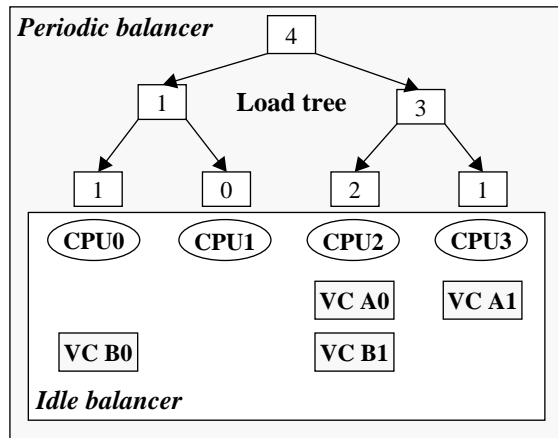 Periodic balancer
4
1
Load tree
3
1 0 2 1
CPU0 CPU1 CPU2 CPU3
VC A0 VC A1
VC B0 VC B1
Idle balancer